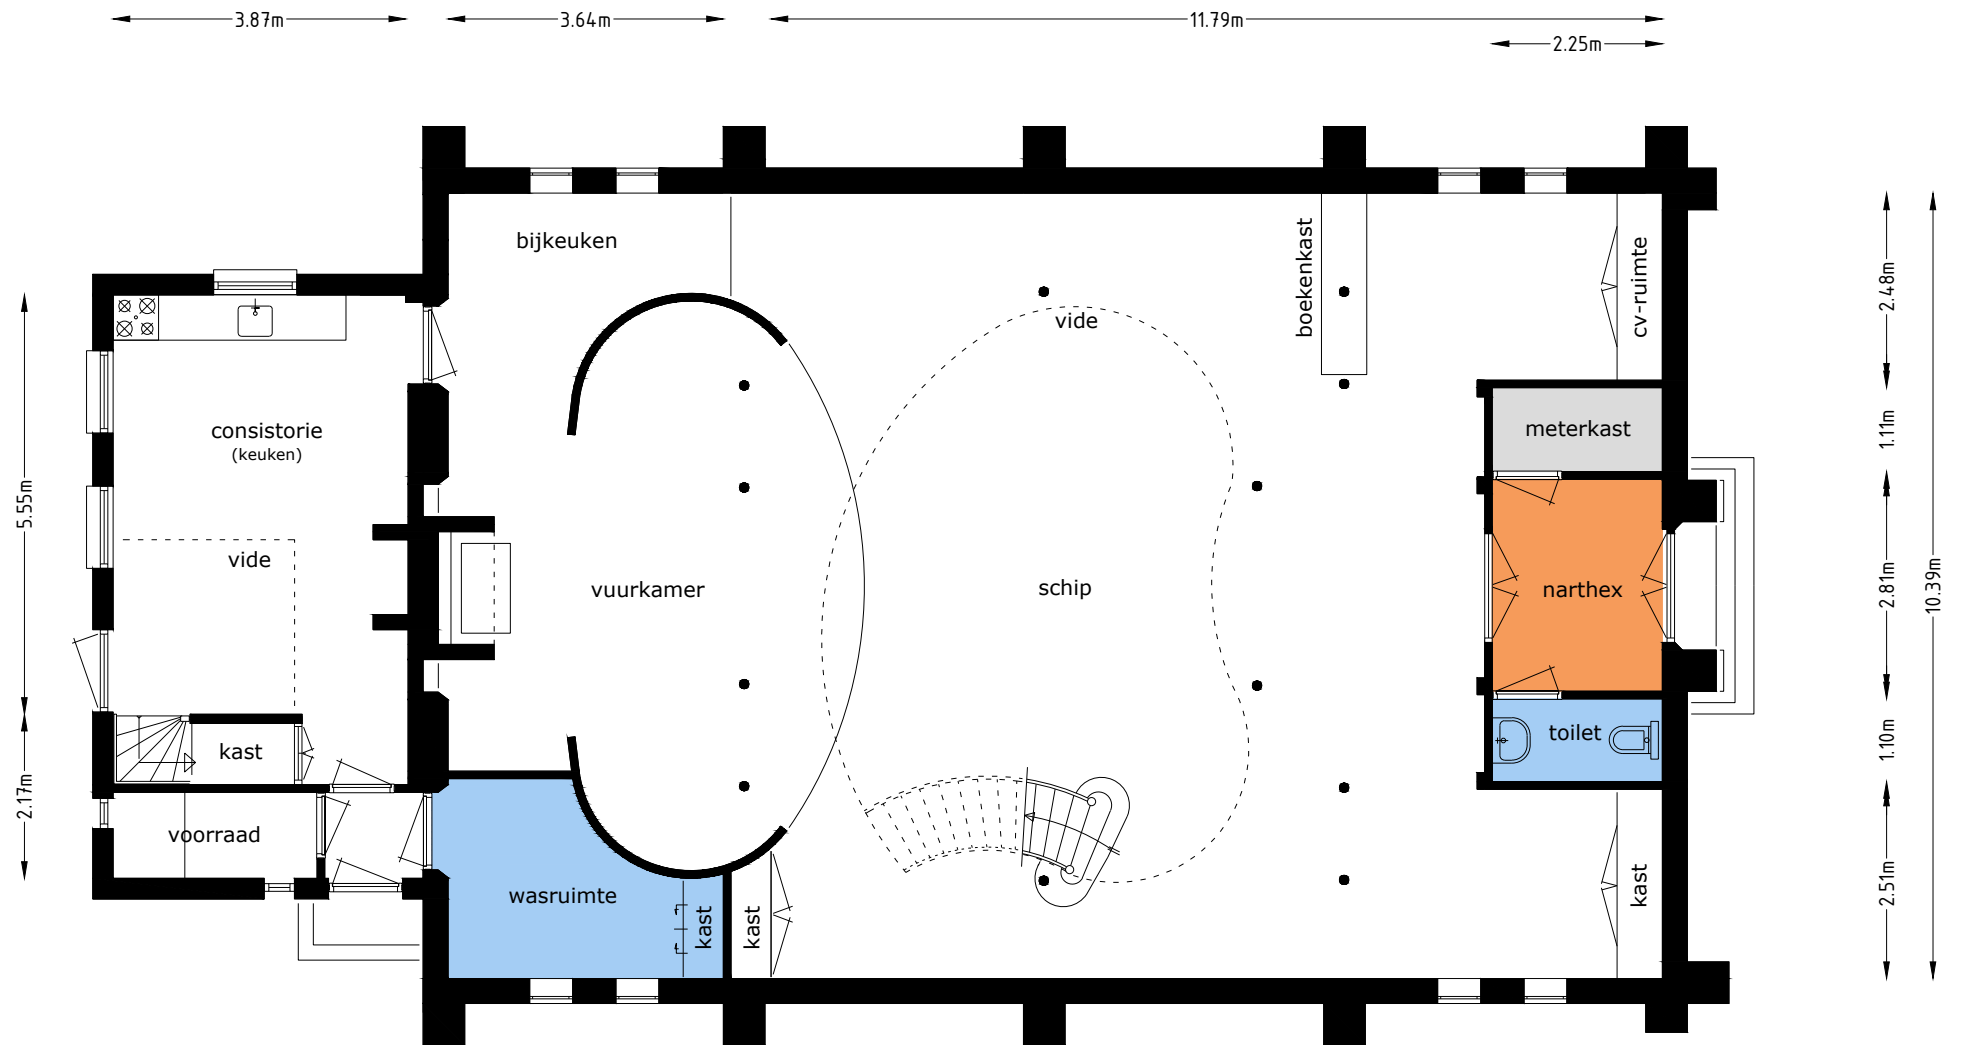 3.87m
3.64m
11.79m
2.25m
bijkeuken
boekenkast
cv-ruimte
2.48m
vide
consistorie
(keuken)
meterkast
1.11m
5.55m
vide
vuurkamer
schip
narthex
2.81m
10.39m
kast
toilet
1.10m
2.17m
voorraad
wasruimte
kast
kast
kast
2.51m